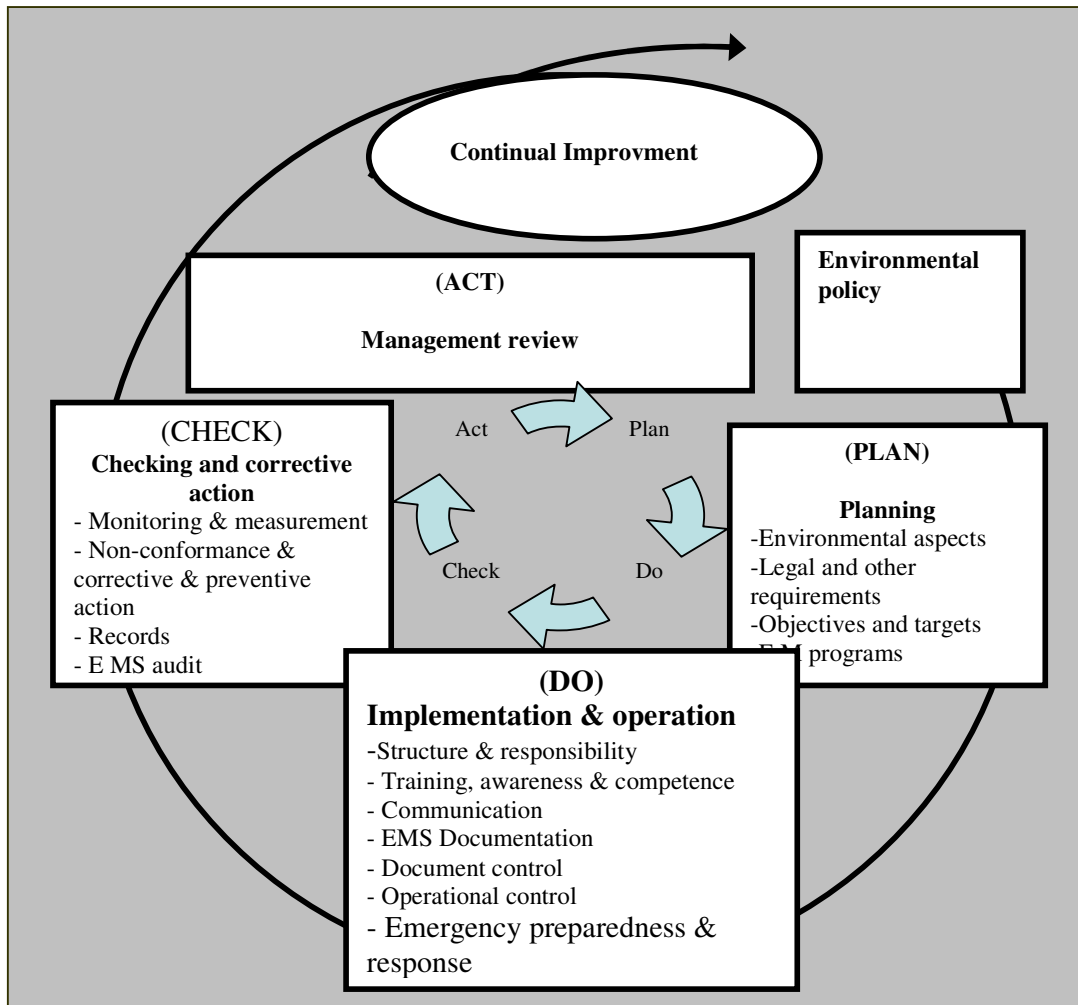 Continual Improvment
(ACT)
Management review
Environmental
policy
(CHECK)
Checking and corrective
action
- Monitoring & measurement
- Non-conformance &
corrective & preventive
action
- Records
- E MS audit
Act
Plan
Check
Do
(PLAN)
Planning
-Environmental aspects
-Legal and other
requirements
-Objectives and targets
programs
(DO)
Implementation & operation
-Structure & responsibility
- Training, awareness & competence
- Communication
- EMS Documentation
- Document control
- Operational control
- Emergency preparedness &
response